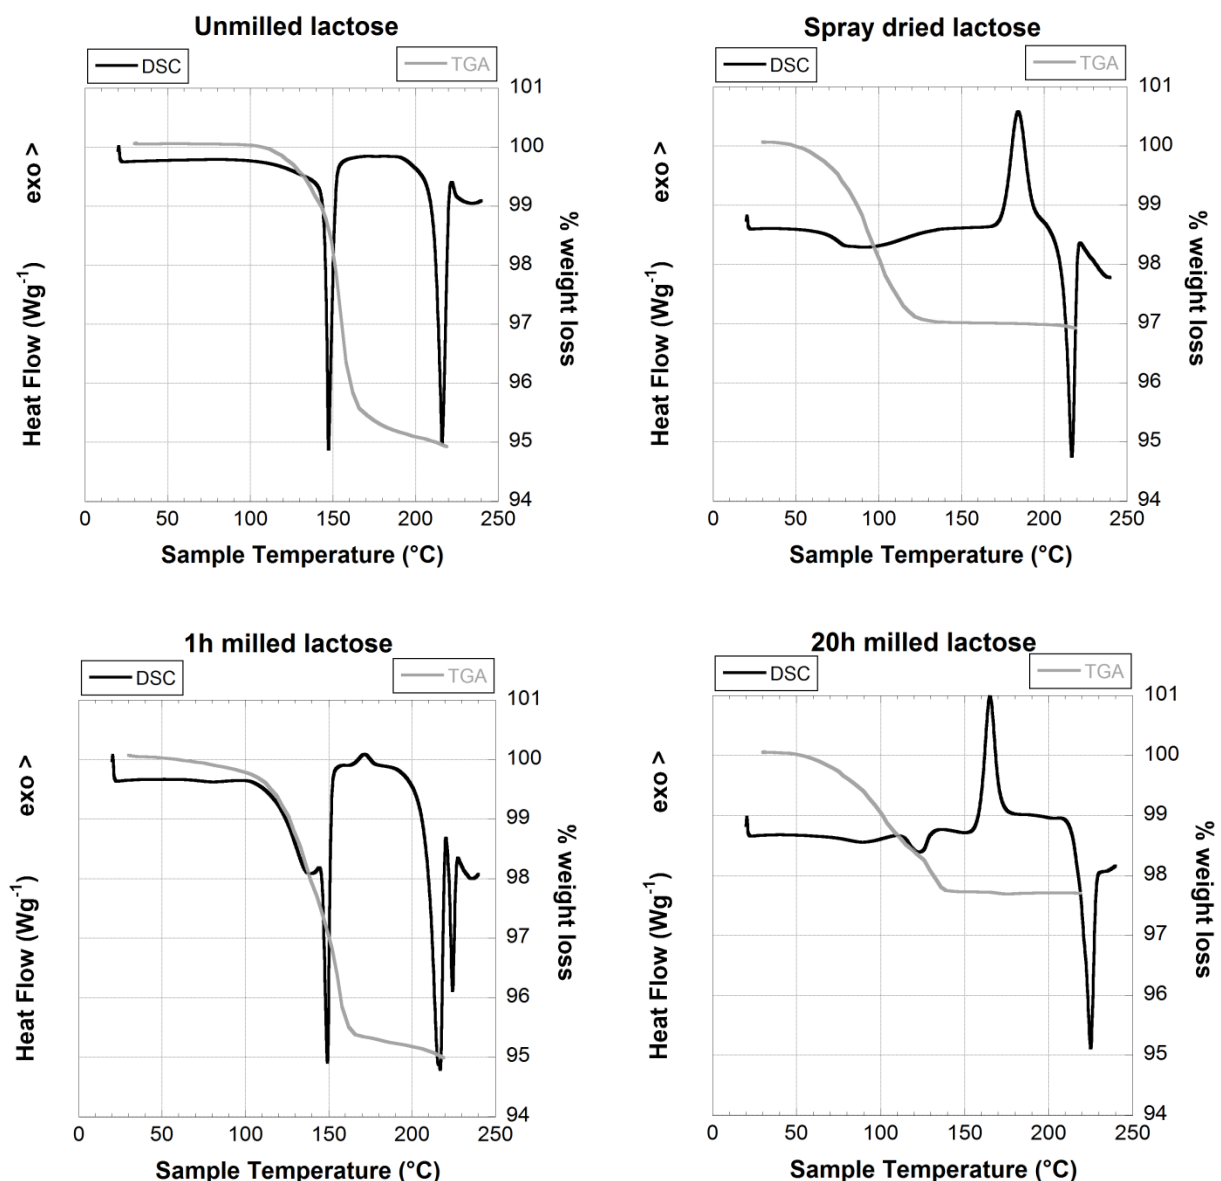 Unmilled lactose
DSC
TGA
101
100
99
98
97
96
95
94
0 50 100 150 200 250
Sample Temperature (°C)
Heat Flow (Wg⁻¹) exo >
% weight loss
Spray dried lactose
DSC
TGA
101
100
99
98
97
96
95
94
0 50 100 150 200 250
Sample Temperature (°C)
Heat Flow (Wg⁻¹) exo >
% weight loss
1h milled lactose
DSC
TGA
101
100
99
98
97
96
95
94
0 50 100 150 200 250
Sample Temperature (°C)
Heat Flow (Wg⁻¹) exo >
% weight loss
20h milled lactose
DSC
TGA
101
100
99
98
97
96
95
94
0 50 100 150 200 250
Sample Temperature (°C)
Heat Flow (Wg⁻¹) exo >
% weight loss